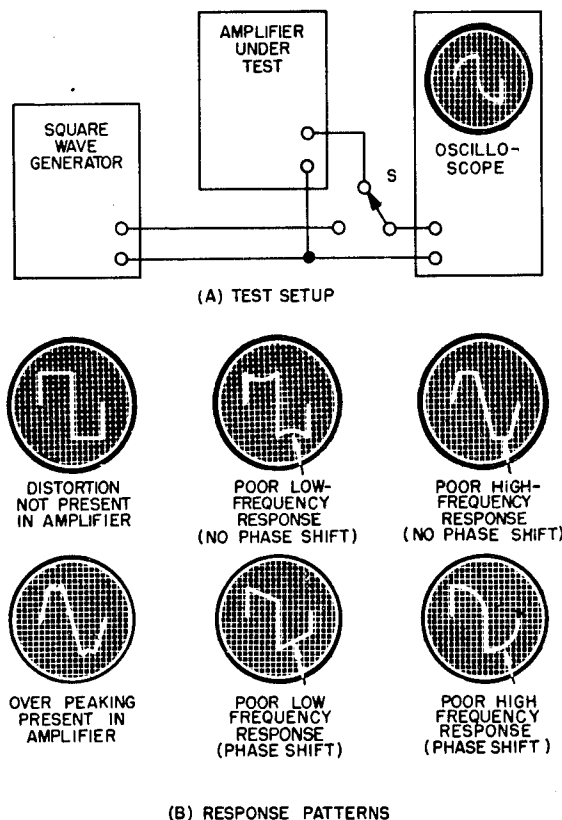 AMPLIFIER
UNDER
TEST
SQUARE
WAVE
GENERATOR
OSCILLO-
SCOPE
S
(A) TEST SETUP
DISTORTION
NOT PRESENT
IN AMPLIFIER
POOR LOW-
FREQUENCY
RESPONSE
(NO PHASE SHIFT)
POOR HIGH-
FREQUENCY
RESPONSE
(NO PHASE SHIFT)
OVER PEAKING
PRESENT IN
AMPLIFIER
POOR LOW
FREQUENCY
RESPONSE
(PHASE SHIFT)
POOR HIGH
FREQUENCY
RESPONSE
(PHASE SHIFT)
(B) RESPONSE PATTERNS